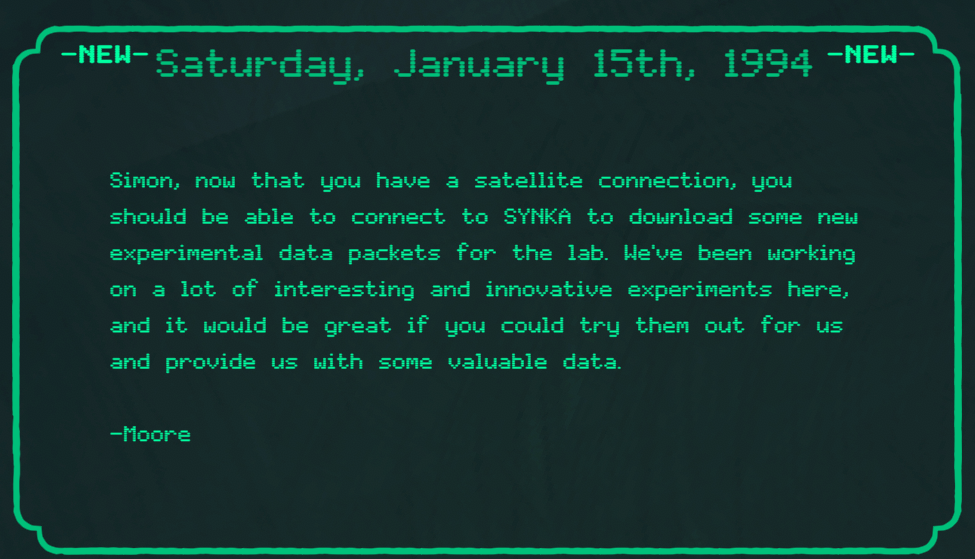 -NEW- Saturday, January 15th, 1994 -NEW-
Simon, now that you have a satellite connection, you
should be able to connect to SYNKA to download some new
experimental data packets for the lab. We've been working
on a lot of interesting and innovative experiments here,
and it would be great if you could try them out for us
and provide us with some valuable data.
-Moore